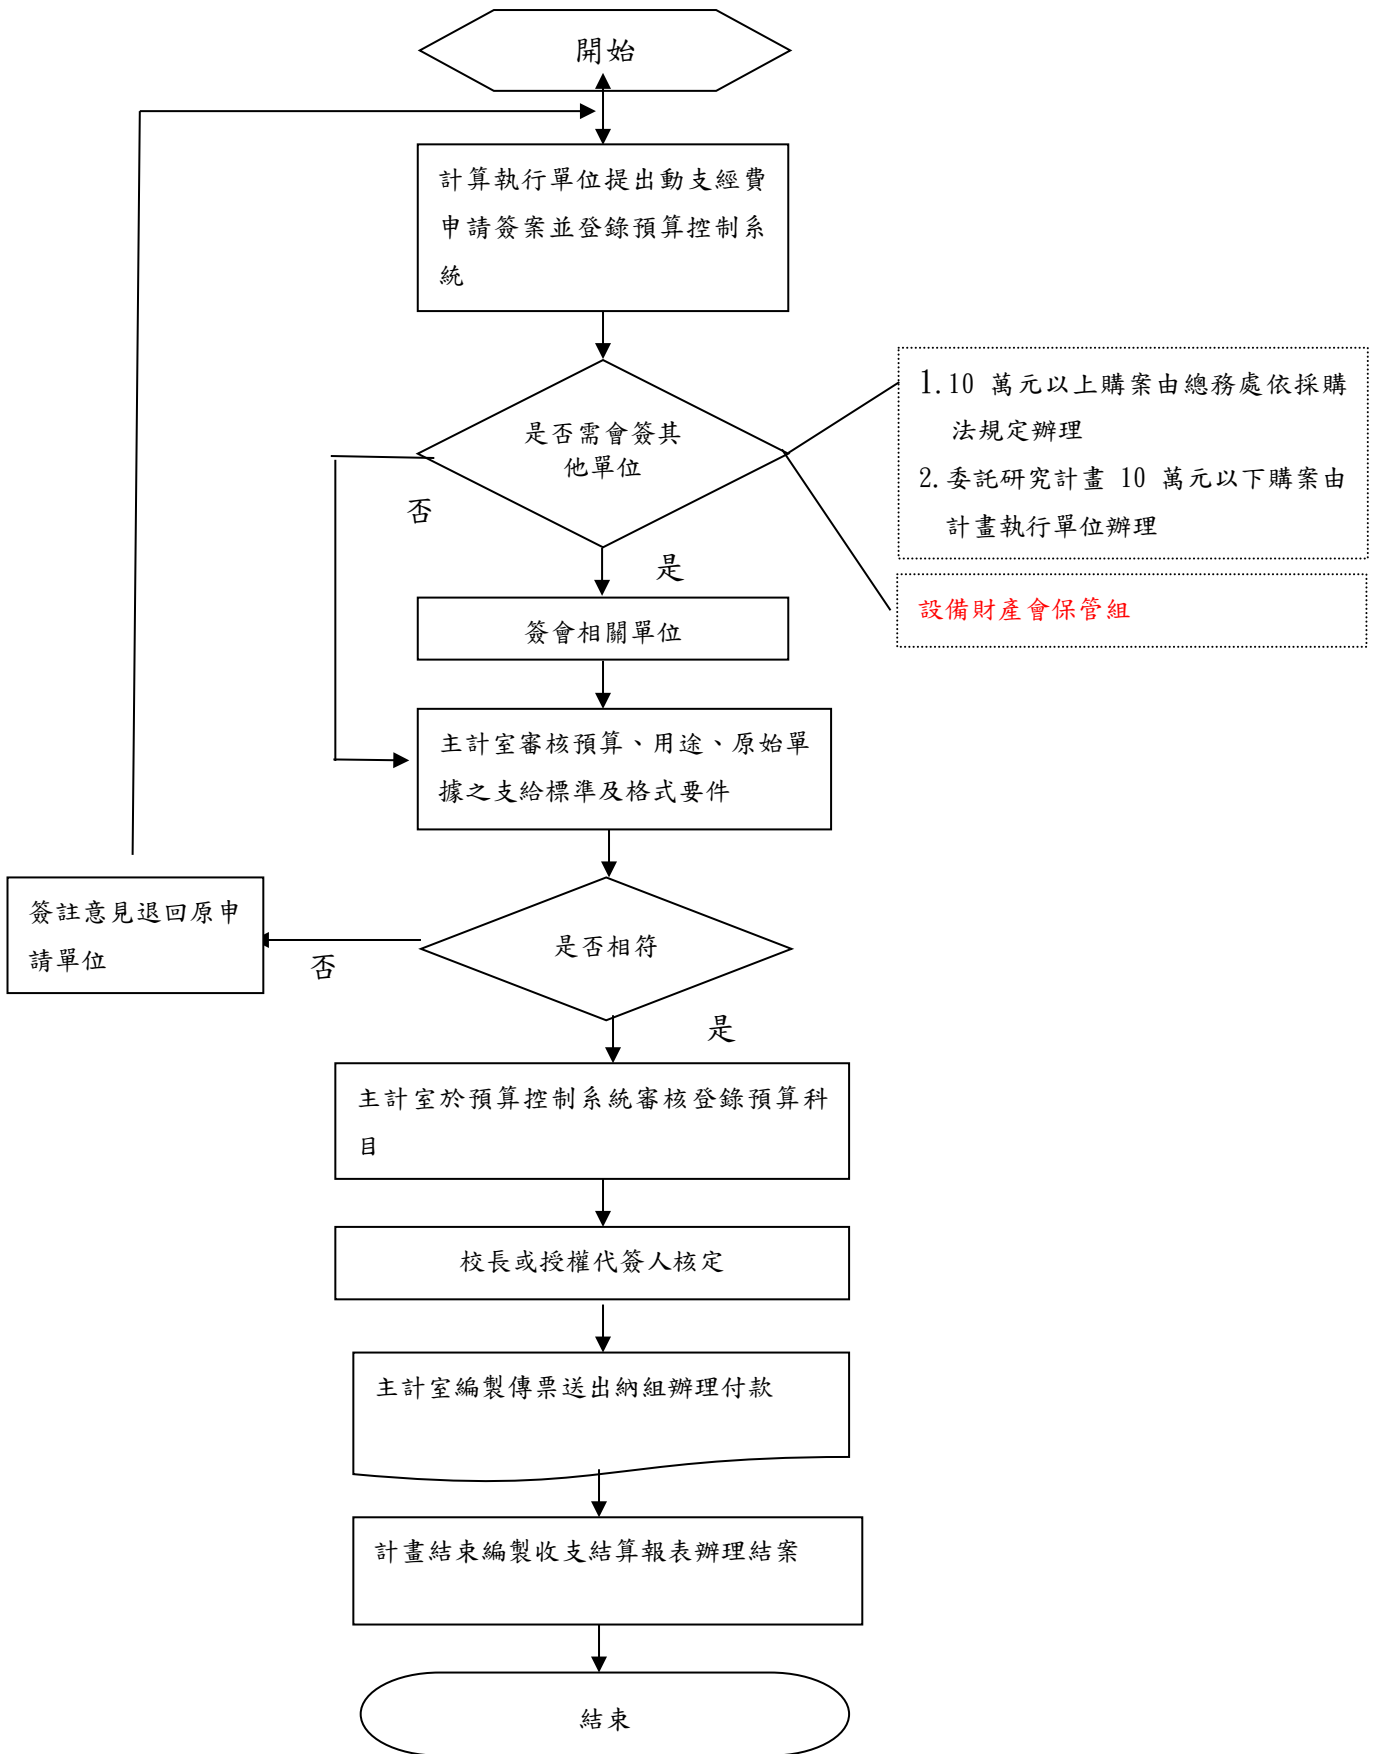 開始
計算執行單位提出動支經費
申請簽案並登錄預算控制系
統
是否需會簽其
他單位
1.10 萬元以上購案由總務處依採購
法規定辦理
2.委託研究計畫 10 萬元以下購案由
計畫執行單位辦理
否
是
設備財產會保管組
簽會相關單位
主計室審核預算、用途、原始單
據之支給標準及格式要件
簽註意見退回原申
請單位
否
是否相符
是
主計室於預算控制系統審核登錄預算科
目
校長或授權代簽人核定
主計室編製傳票送出納組辦理付款
計畫結束編製收支結算報表辦理結案
結束